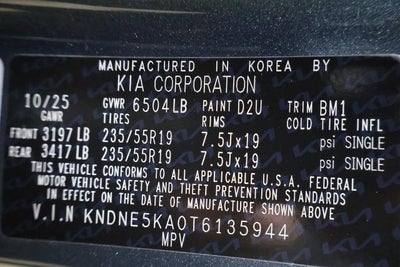 MANUFACTURED IN KOREA BY
KIA CORPORATION
10/25 GVWR 6504LB PAINT D2U TRIM BM1
GAWR TIRES RIMS COLD TIRE INFL
FRONT 3197 LB 235/55R19 7.5Jx19 psi SINGLE
REAR 3417 LB 235/55R19 7.5Jx19 psi SINGLE
THIS VEHICLE CONFORMS TO ALL APPLICABLE U.S.A. FEDERAL
MOTOR VEHICLE SAFETY AND THEFT PREVENTION STANDARDS
IN EFFECT ON THE DATE OF MANUFACTURE SHOWN ABOVE
V.I.N KNDNE5KA0T6135944
MPV